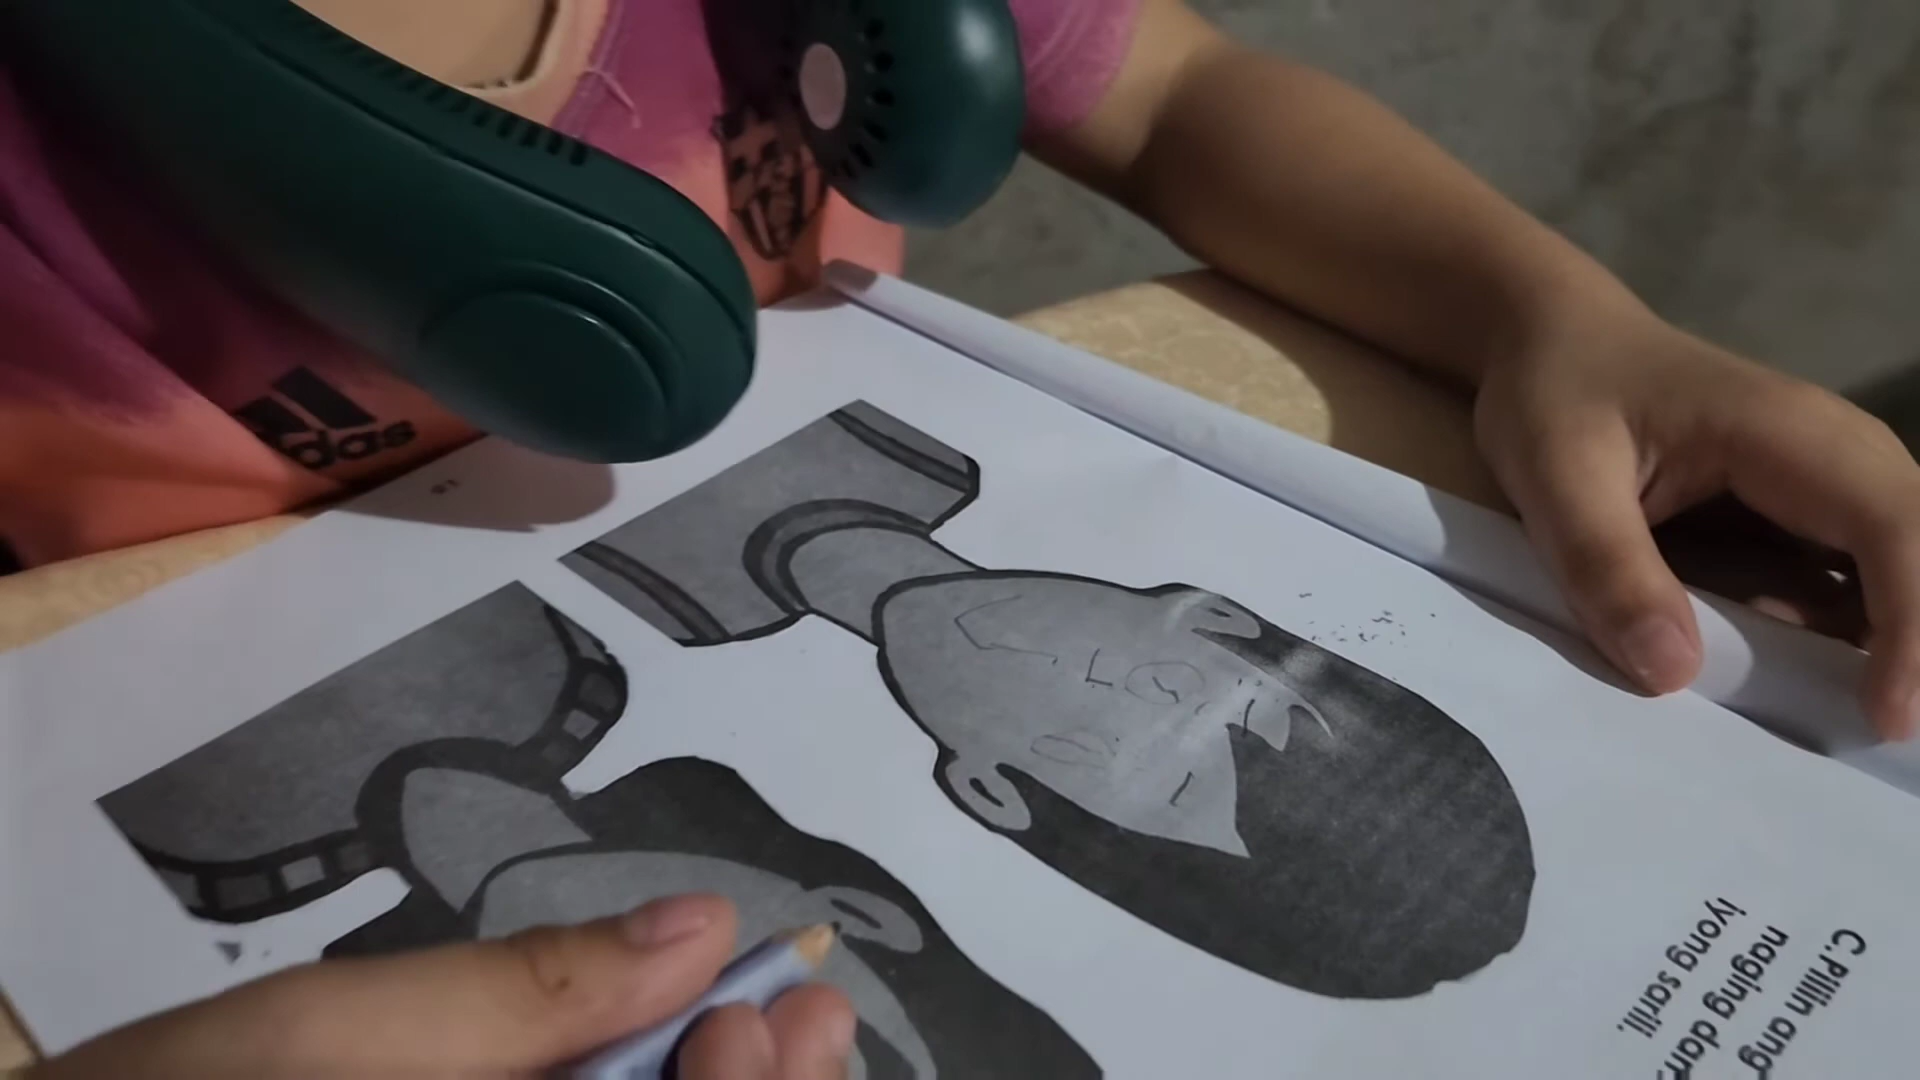 C. Piliin ang
naging dam
iyong sarili.
adidas